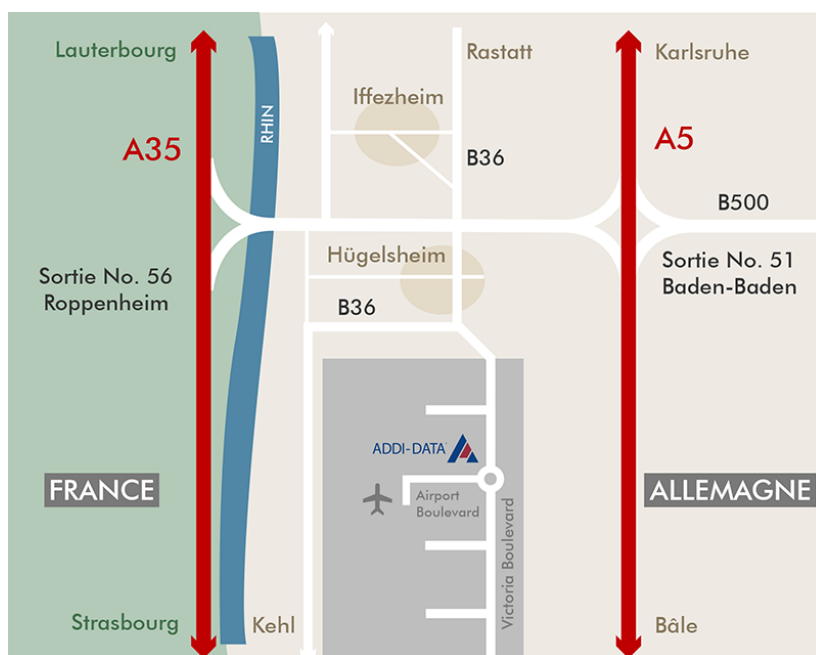 Lauterbourg
Rastatt
Karlsruhe
Iffezheim
RHIN
A35
A5
B36
B500
Hügelsheim
Sortie No. 56
Roppenheim
Sortie No. 51
Baden-Baden
B36
ADDI-DATA
FRANCE
Airport
Boulevard
ALLEMAGNE
Victoria Boulevard
Strasbourg
Kehl
Bâle